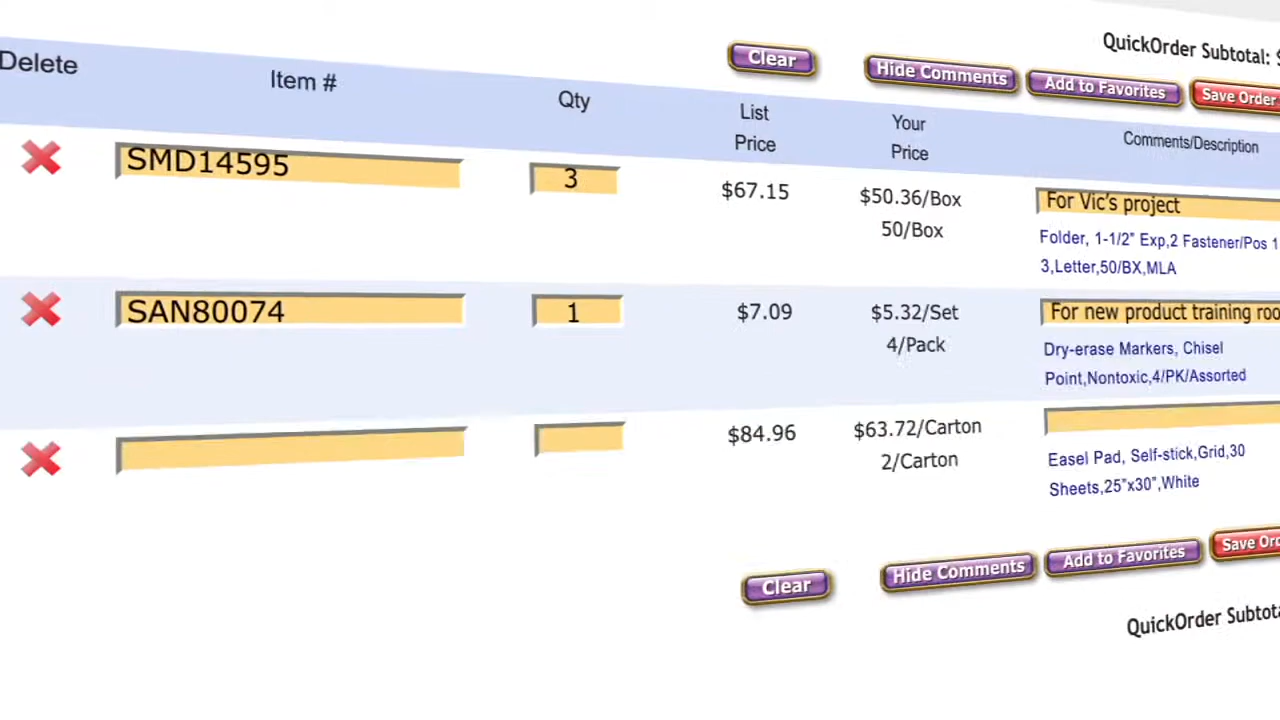 QuickOrder Subtotal: $
Clear
Hide Comments
Add to Favorites
Save Order
Delete
Item #
Qty
List
Price
Your
Price
Comments/Description
SMD14595
3
$67.15
$50.36/Box
50/Box
For Vic's project
Folder, 1-1/2" Exp,2 Fastener/Pos 1
3,Letter,50/BX,MLA
SAN80074
1
$7.09
$5.32/Set
4/Pack
For new product training roo
Dry-erase Markers, Chisel
Point,Nontoxic,4/PK/Assorted
$84.96
$63.72/Carton
2/Carton
Easel Pad, Self-stick,Grid,30
Sheets,25"x30",White
Clear
Hide Comments
Add to Favorites
Save Ord
QuickOrder Subtota